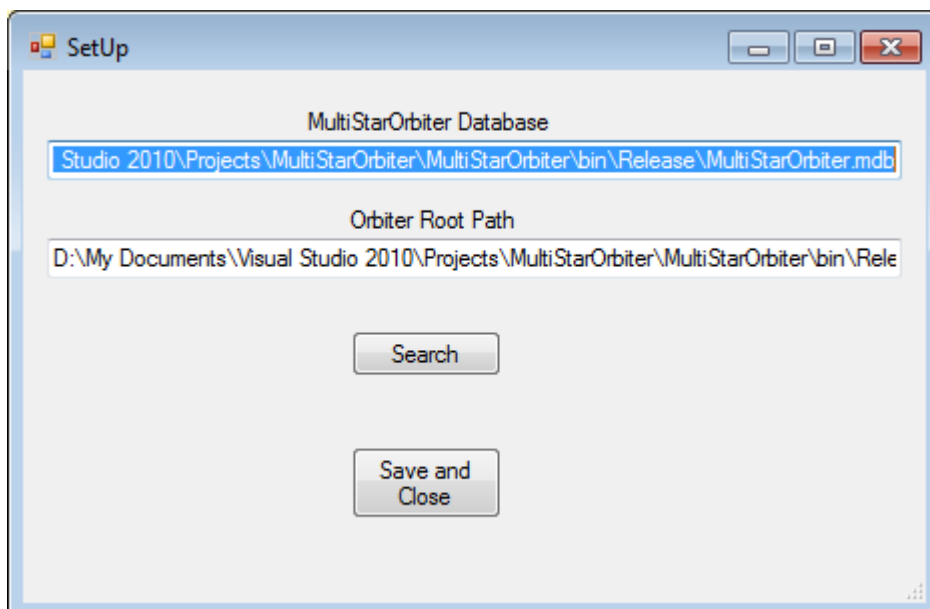 SetUp
MultiStarOrbiter Database
Studio 2010\Projects\MultiStarOrbiter\MultiStarOrbiter\bin\Release\MultiStarOrbiter.mdb
Orbiter Root Path
D:\My Documents\Visual Studio 2010\Projects\MultiStarOrbiter\MultiStarOrbiter\bin\Rele
Search
Save and
Close